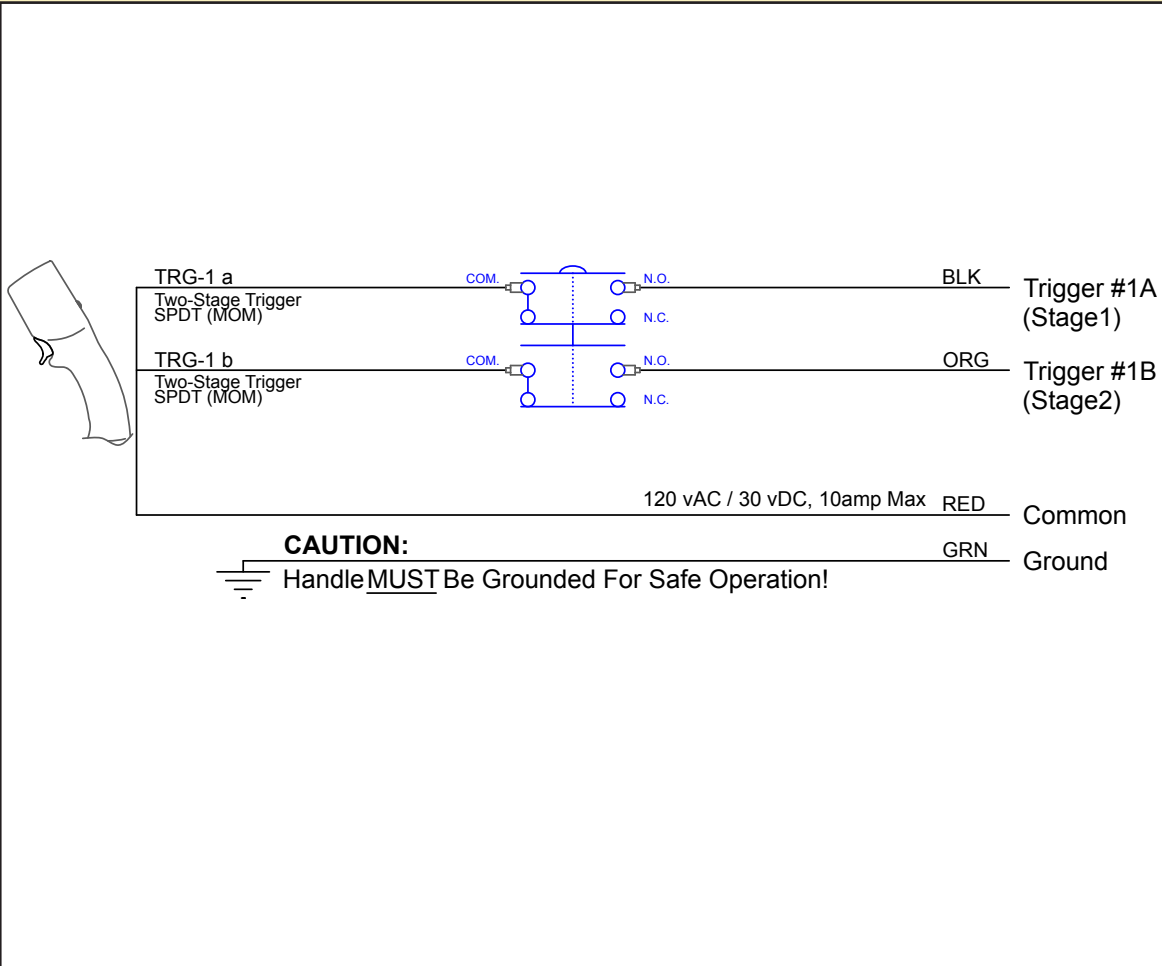 TRG-1 a
Two-Stage Trigger
SPDT (MOM)
COM.
N.O.
N.C.
BLK
Trigger #1A
(Stage1)
TRG-1 b
Two-Stage Trigger
SPDT (MOM)
COM.
N.O.
N.C.
ORG
Trigger #1B
(Stage2)
120 vAC / 30 vDC, 10amp Max
RED
Common
CAUTION:
GRN
Ground
Handle MUST Be Grounded For Safe Operation!